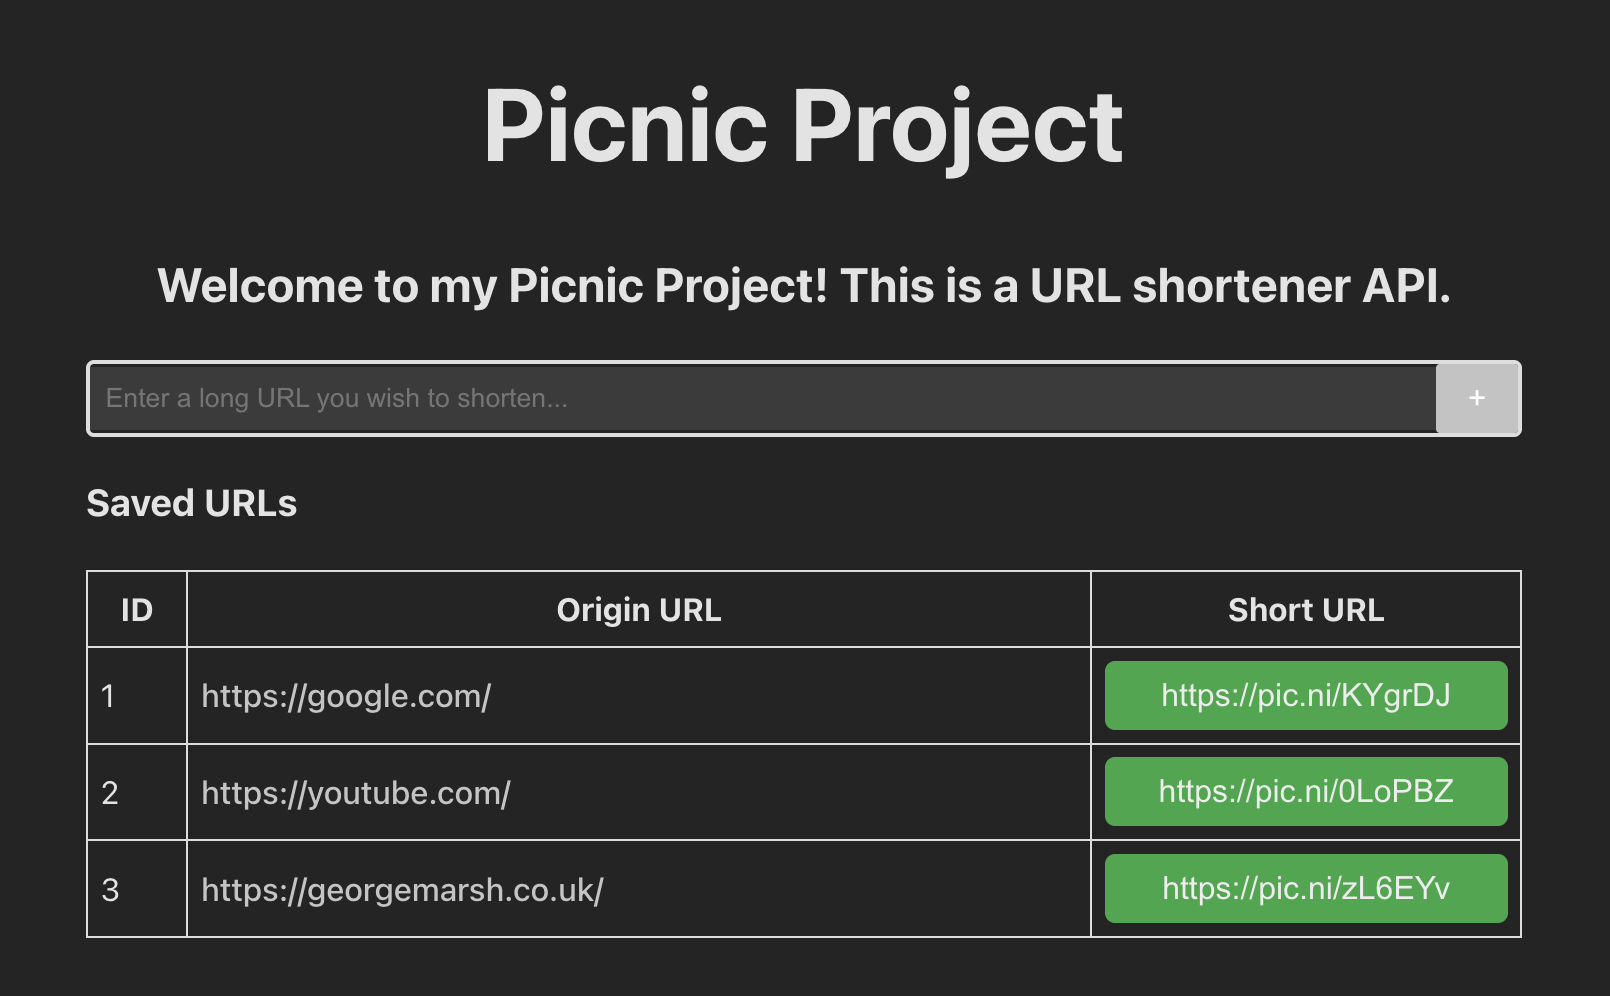 Picnic Project
Welcome to my Picnic Project! This is a URL shortener API.
Enter a long URL you wish to shorten...
+
Saved URLs
ID Origin URL Short URL
1 https://google.com/ https://pic.ni/KYgrDJ
2 https://youtube.com/ https://pic.ni/0LoPBZ
3 https://georgemarsh.co.uk/ https://pic.ni/zL6EYv